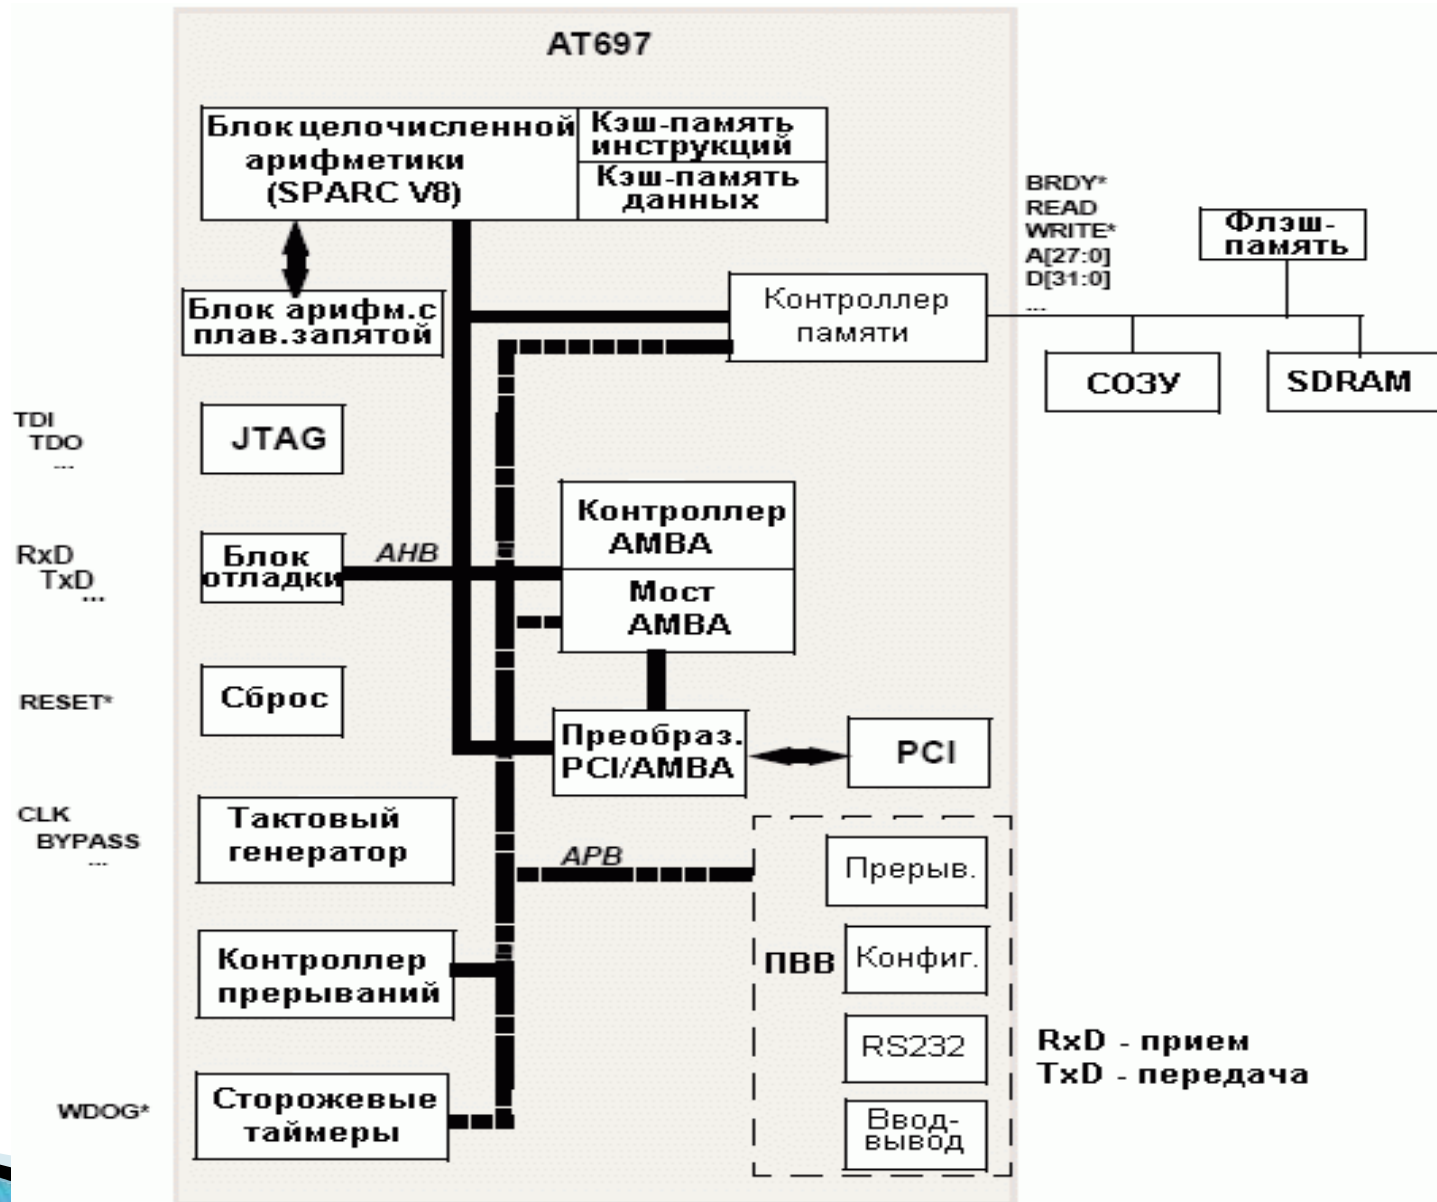 AT697
Блок целочисленной
арифметики
(SPARC V8)
Кэш-память
инструкций
Кэш-память
данных
BRDY*
READ
WRITE*
A[27:0]
D[31:0]
...
Флэш-
память
Блок арифм.с
плав.запятой
Контроллер
памяти
СОЗУ
SDRAM
TDI
TDO
...
JTAG
Контроллер
АМВА
RxD
TxD
...
Блок
отладки
AHB
Мост
АМВА
RESET*
Сброс
Преобраз.
PCI/AMBA
PCI
CLK
BYPASS
...
Тактовый
генератор
APB
Прерыв.
Контроллер
прерываний
ПВВ
Конфиг.
RS232
RxD - прием
TxD - передача
WDOG*
Сторожевые
таймеры
Ввод-
вывод